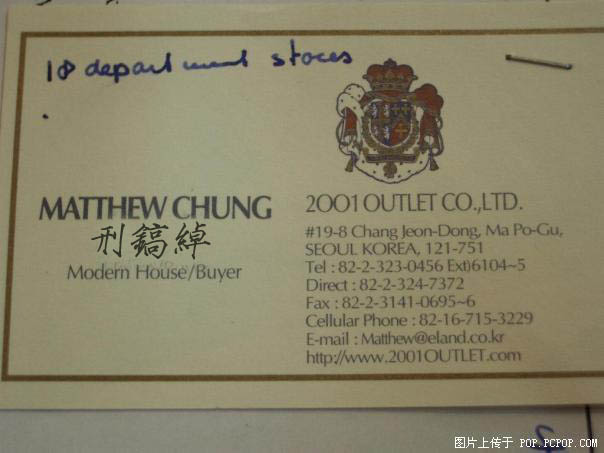 18 department stores
MATTHEW CHUNG
刑鎬綽
Modern House/Buyer
2001 OUTLET CO.,LTD.
#19-8 Chang Jeon-Dong, Ma Po-Gu,
SEOUL KOREA, 121-751
Tel : 82-2-323-0456 Ext)6104~5
Direct : 82-2-324-7372
Fax : 82-2-3141-0695~6
Cellular Phone : 82-16-715-3229
E-mail : Matthew@eland.co.kr
http://www.2001OUTLET.com
图片上传于 POP.PCPOP.COM